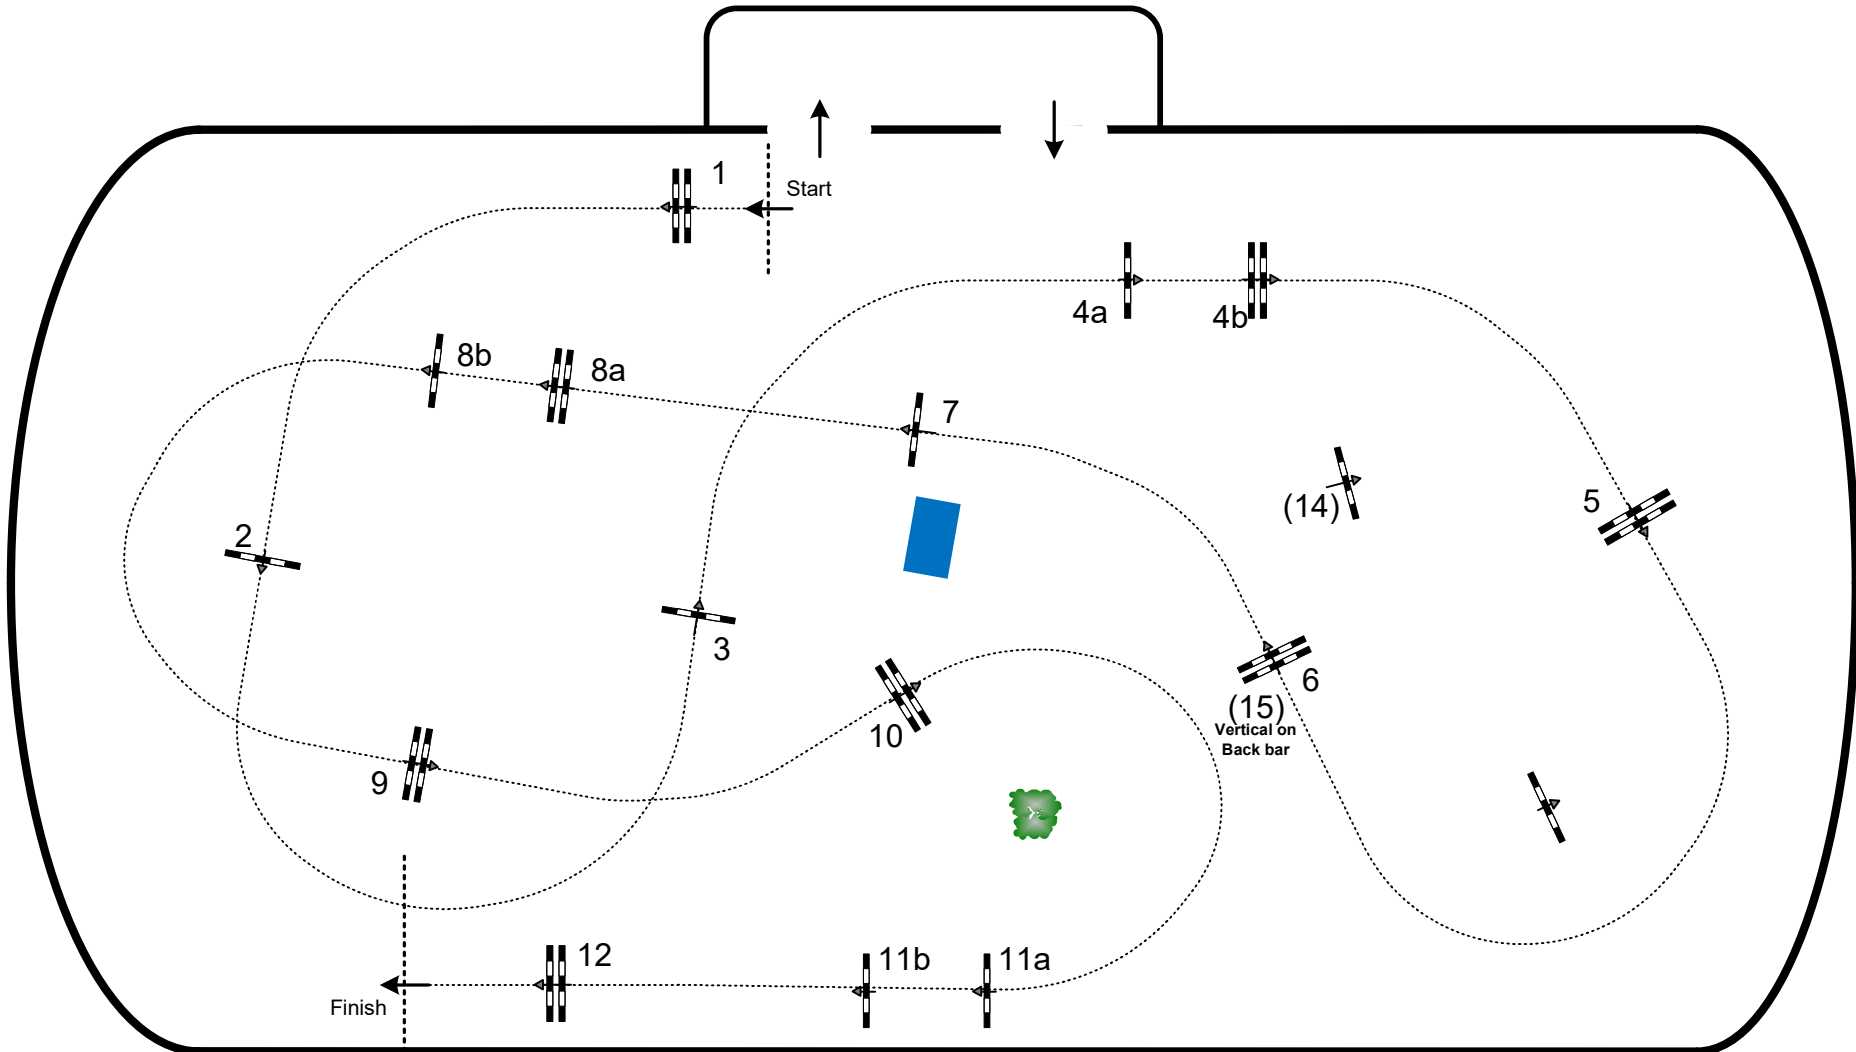 1
Start
4a
4b
8b
8a
7
5
(14)
2
3
6
(15)
Vertical on
Back bar
10
9
12
11b
11a
Finish